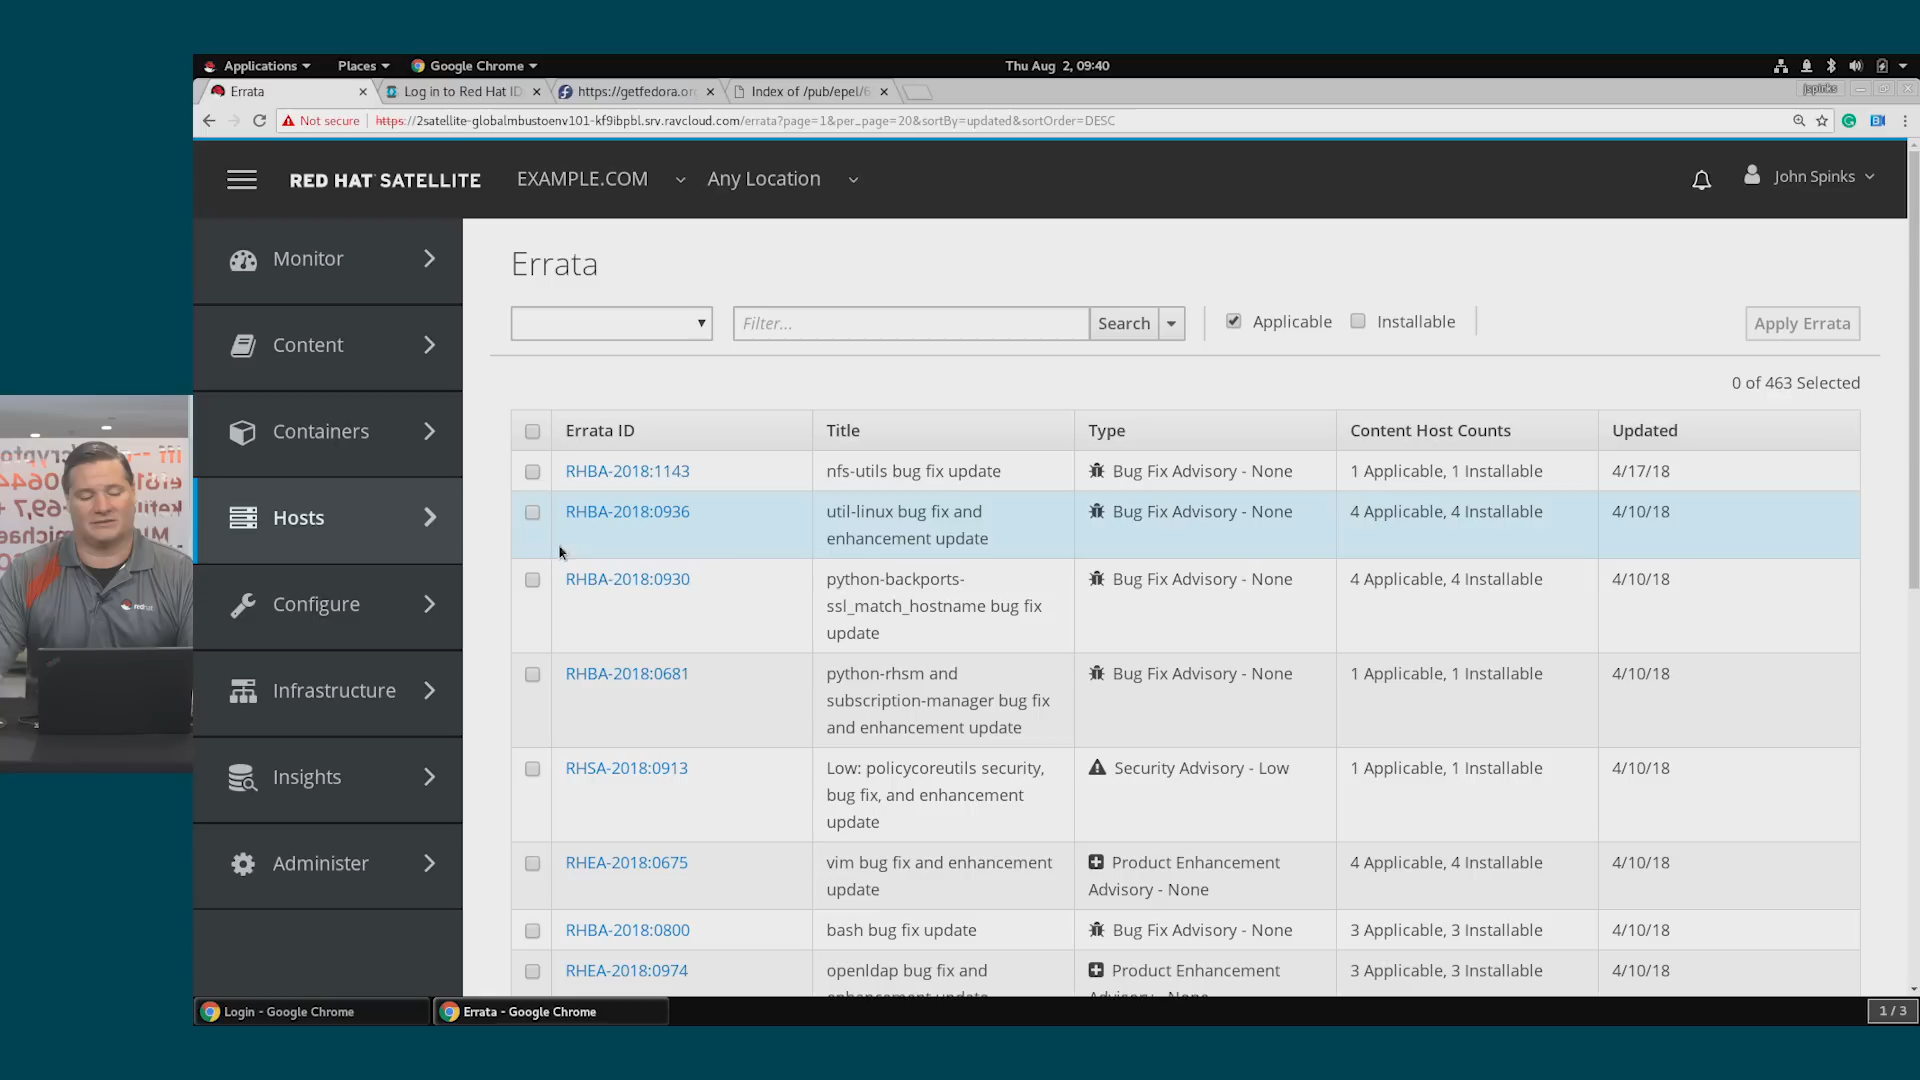 Applications Places Google Chrome Thu Aug 2, 09:40
Errata Log in to Red Hat ID https://getfedora.or Index of /pub/epel/6 jspinks
Not secure https://2satellite-globalmbustoenv101-kf9ibpbl.srv.ravcloud.com/errata?page=1&per_page=20&sortBy=updated&sortOrder=DESC
RED HAT SATELLITE EXAMPLE.COM Any Location John Spinks
Monitor
Content
Containers
Hosts
Configure
Infrastructure
Insights
Administer
Errata
Filter... Search Applicable Installable Apply Errata
0 of 463 Selected
Errata ID Title Type Content Host Counts Updated
RHBA-2018:1143 nfs-utils bug fix update Bug Fix Advisory - None 1 Applicable, 1 Installable 4/17/18
RHBA-2018:0936 util-linux bug fix and Bug Fix Advisory - None 4 Applicable, 4 Installable 4/10/18
enhancement update
RHBA-2018:0930 python-backports- Bug Fix Advisory - None 4 Applicable, 4 Installable 4/10/18
ssl_match_hostname bug fix
update
RHBA-2018:0681 python-rhsm and Bug Fix Advisory - None 1 Applicable, 1 Installable 4/10/18
subscription-manager bug fix
and enhancement update
RHSA-2018:0913 Low: policycoreutils security, Security Advisory - Low 1 Applicable, 1 Installable 4/10/18
bug fix, and enhancement
update
RHEA-2018:0675 vim bug fix and enhancement Product Enhancement 4 Applicable, 4 Installable 4/10/18
update Advisory - None
RHBA-2018:0800 bash bug fix update Bug Fix Advisory - None 3 Applicable, 3 Installable 4/10/18
RHEA-2018:0974 openldap bug fix and Product Enhancement 3 Applicable, 3 Installable 4/10/18
enhancement update Advisory - None
Login - Google Chrome Errata - Google Chrome 1 / 3
redhat